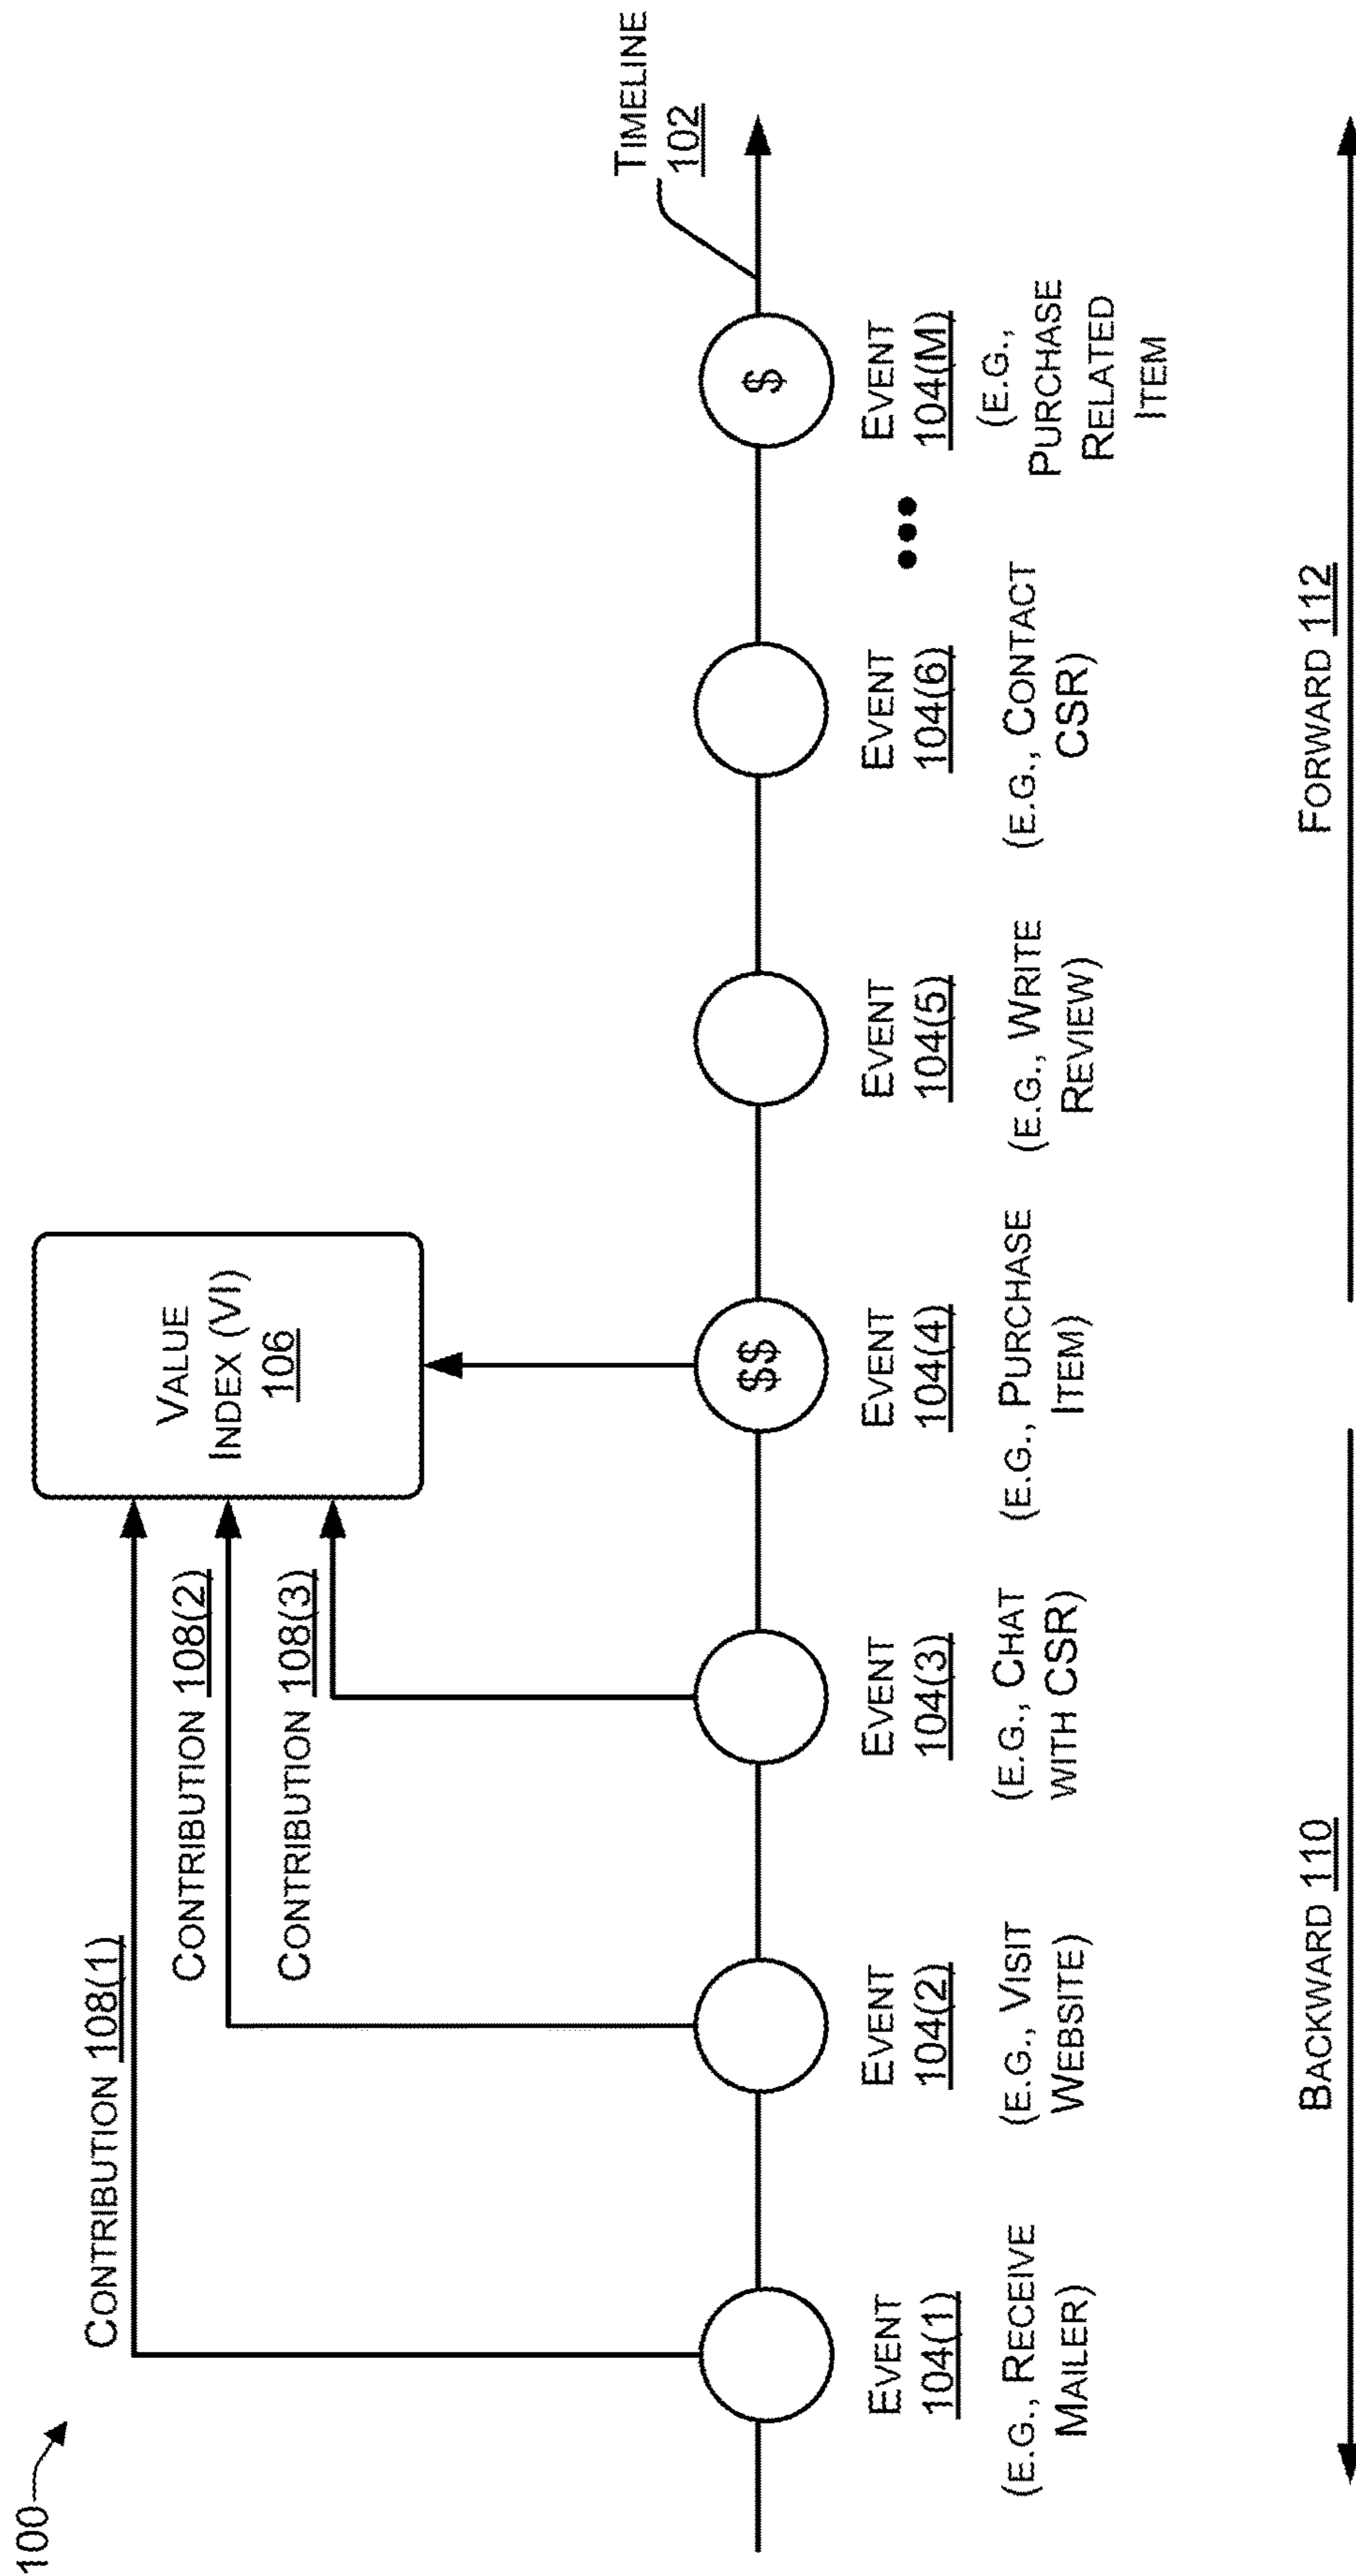 100
CONTRIBUTION 108(1)
CONTRIBUTION 108(2)
CONTRIBUTION 108(3)
VALUE
INDEX (VI)
106
TIMELINE
102
$$
$
EVENT
104(1)
(E.G., RECEIVE
MAILER)
EVENT
104(2)
(E.G., VISIT
WEBSITE)
EVENT
104(3)
(E.G., CHAT
WITH CSR)
EVENT
104(4)
(E.G., PURCHASE
ITEM)
EVENT
104(5)
(E.G., WRITE
REVIEW)
EVENT
104(6)
(E.G., CONTACT
CSR)
•••
EVENT
104(M)
(E.G.,
PURCHASE
RELATED
ITEM
BACKWARD 110
FORWARD 112